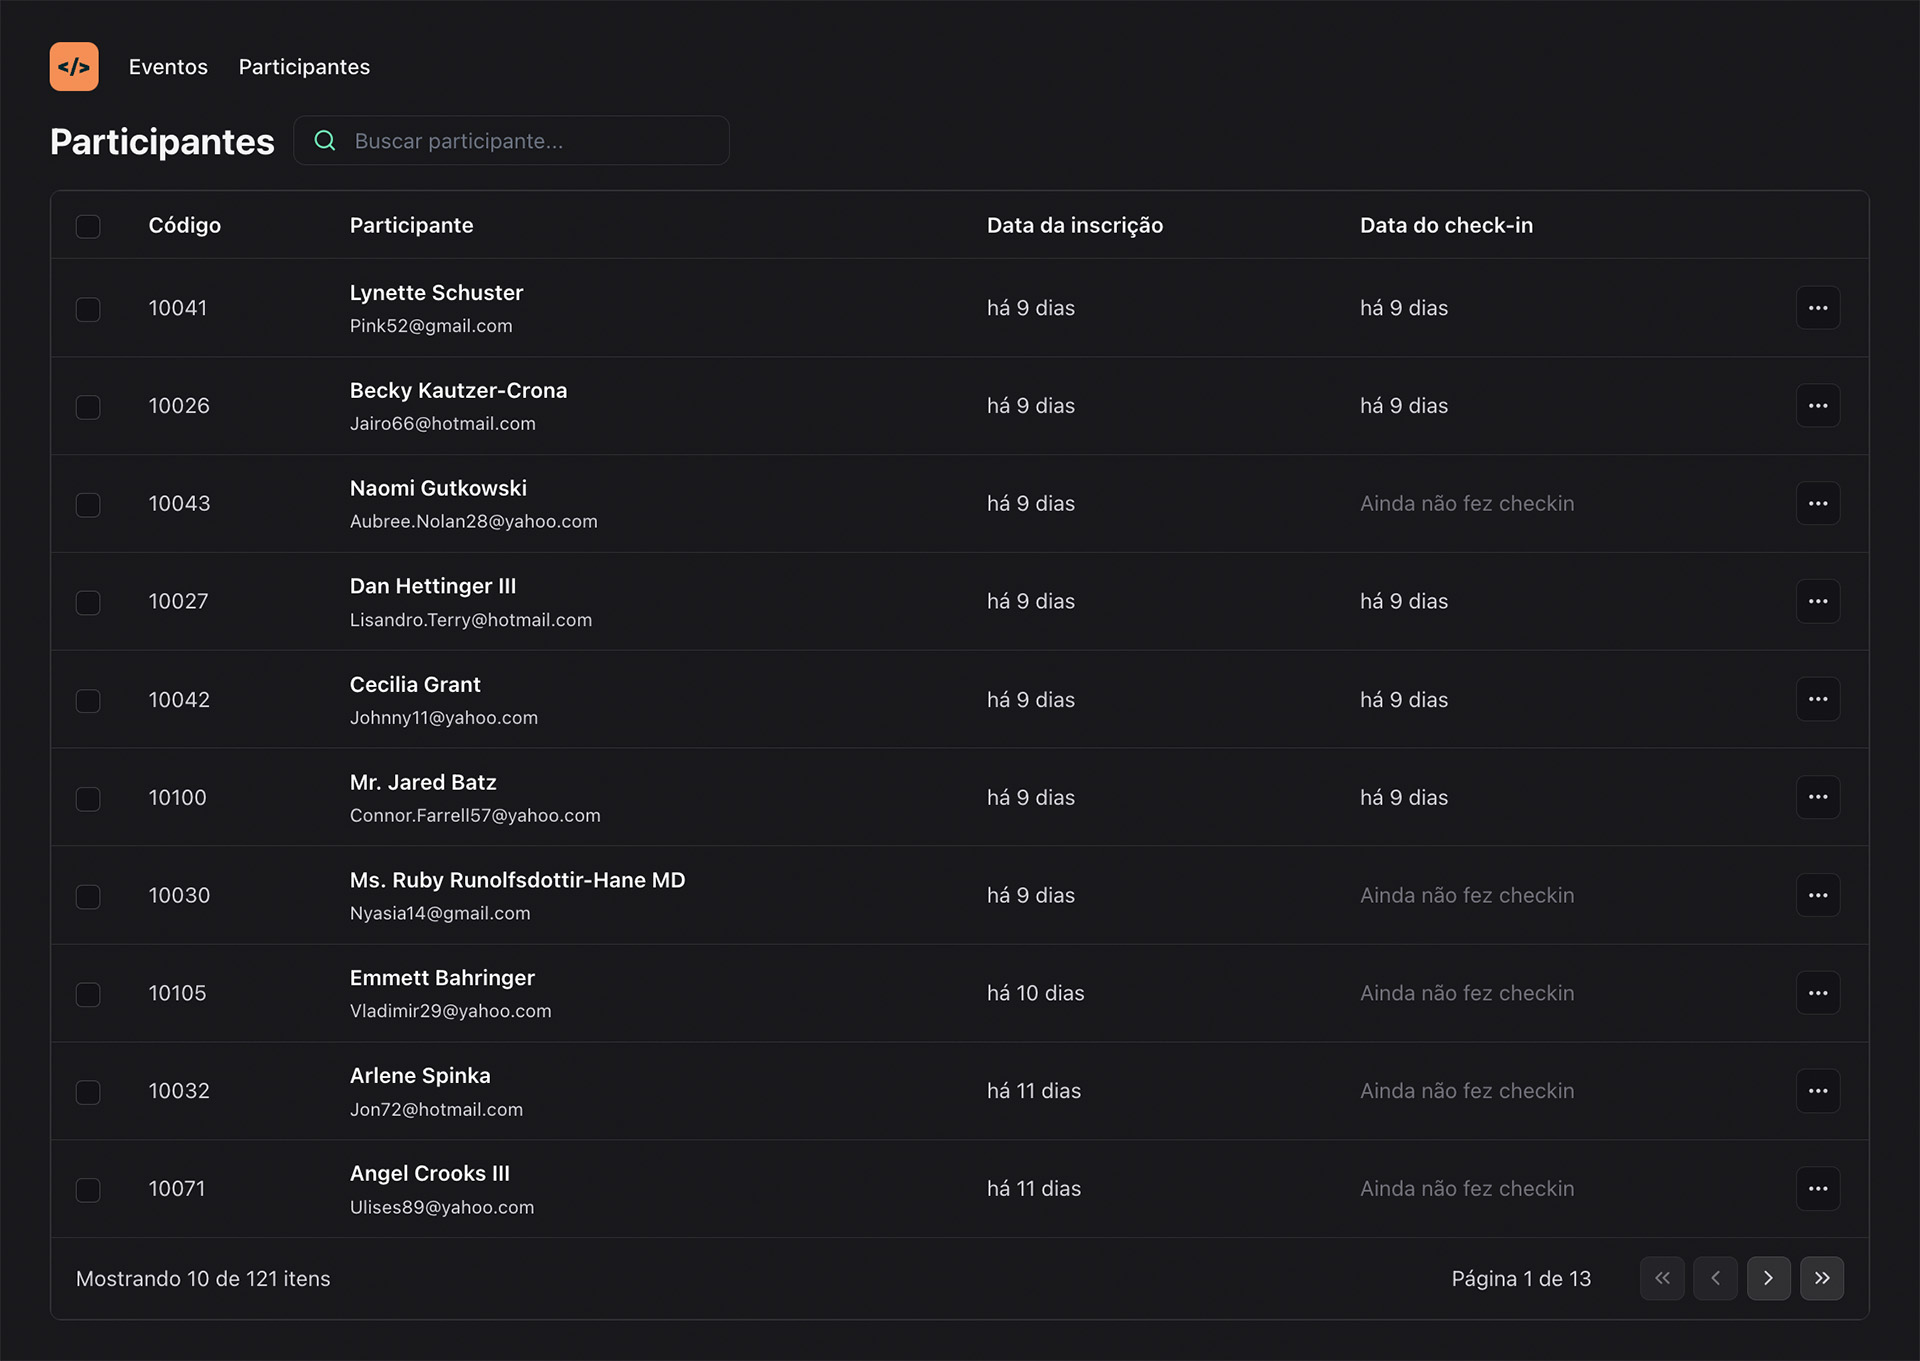 </> Eventos Participantes
Participantes Buscar participante...
Código Participante Data da inscrição Data do check-in
Lynette Schuster
10041 há 9 dias há 9 dias ...
Pink52@gmail.com
Becky Kautzer-Crona
10026 há 9 dias há 9 dias ...
Jairo66@hotmail.com
Naomi Gutkowski
10043 há 9 dias Ainda não fez checkin ...
Aubree.Nolan28@yahoo.com
Dan Hettinger III
10027 há 9 dias há 9 dias ...
Lisandro.Terry@hotmail.com
Cecilia Grant
10042 há 9 dias há 9 dias ...
Johnny11@yahoo.com
Mr. Jared Batz
10100 há 9 dias há 9 dias ...
Connor.Farrell57@yahoo.com
Ms. Ruby Runolfsdottir-Hane MD
10030 há 9 dias Ainda não fez checkin ...
Nyasia14@gmail.com
Emmett Bahringer
10105 há 10 dias Ainda não fez checkin ...
Vladimir29@yahoo.com
Arlene Spinka
10032 há 11 dias Ainda não fez checkin ...
Jon72@hotmail.com
Angel Crooks III
10071 há 11 dias Ainda não fez checkin ...
Ulises89@yahoo.com
Mostrando 10 de 121 itens Página 1 de 13